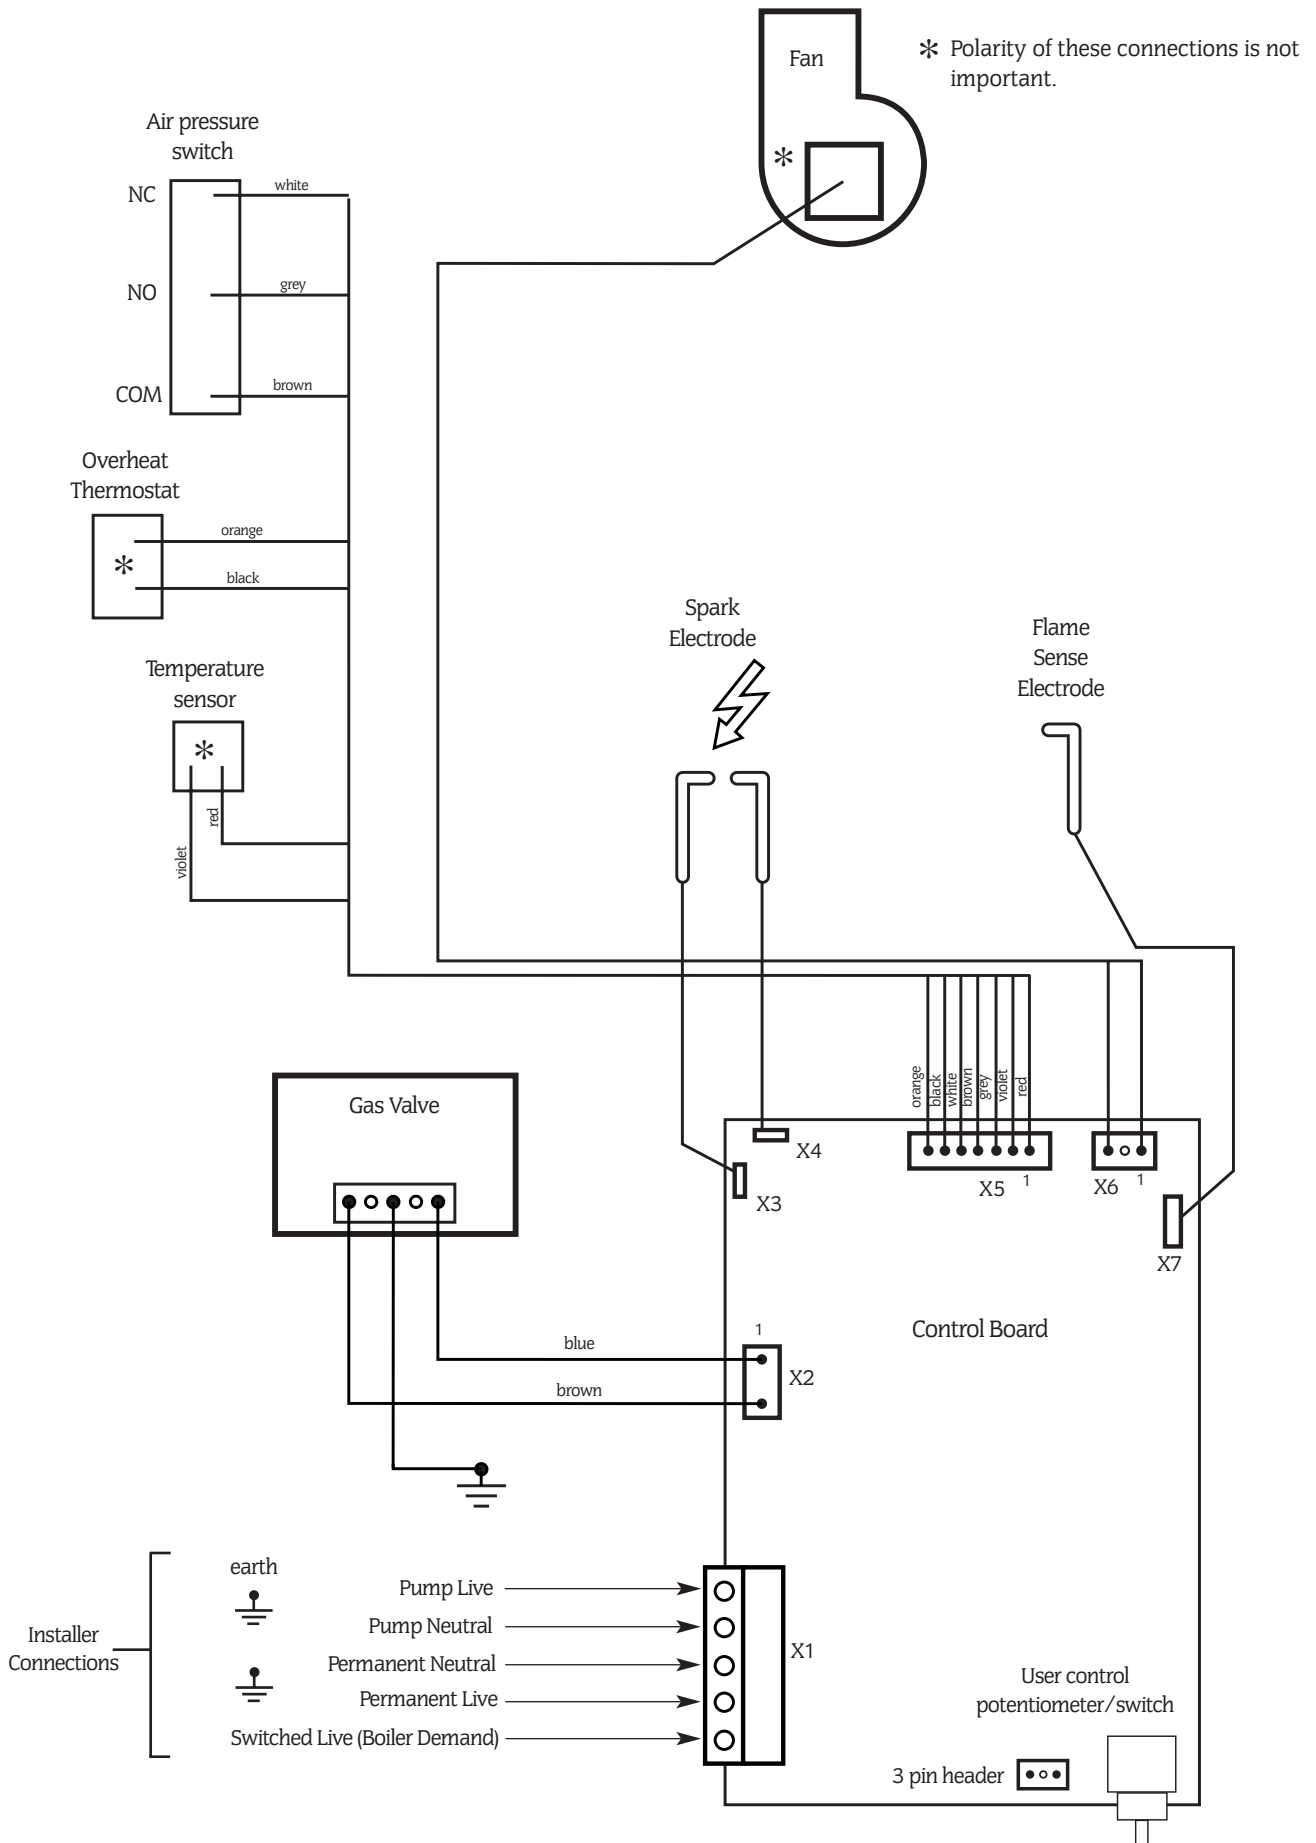 Fan
* Polarity of these connections is not
important.
Air pressure
switch
NC
white
NO
grey
COM
brown
Overheat
Thermostat
orange
*
black
Temperature
sensor
*
red
violet
*
Spark
Electrode
Flame
Sense
Electrode
orange
black
white
brown
grey
violet
red
Gas Valve
X4
X3
X5
1
X6
1
X7
Control Board
1
blue
X2
brown
Installer
Connections
earth
Pump Live
Pump Neutral
Permanent Neutral
Permanent Live
Switched Live (Boiler Demand)
X1
User control
potentiometer/switch
3 pin header